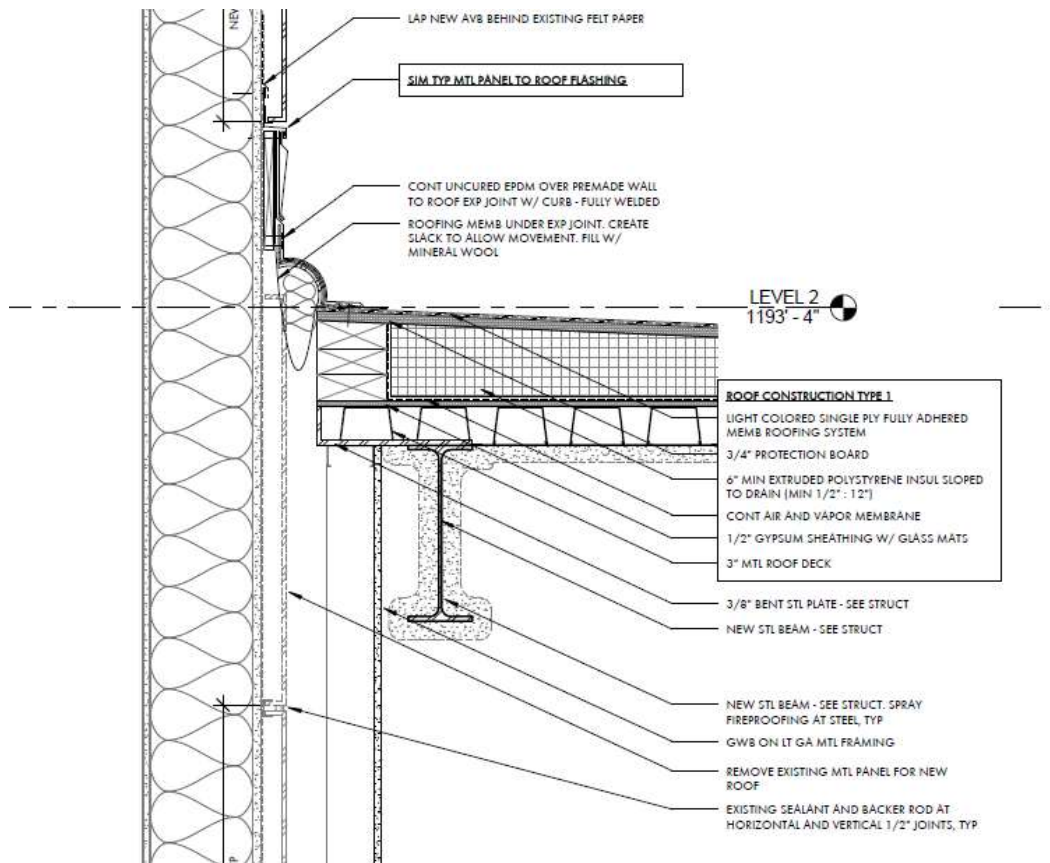 NEW
LAP NEW AVB BEHIND EXISTING FELT PAPER
SIM TYP MTL PANEL TO ROOF FLASHING
CONT UNCURED EPDM OVER PREMADE WALL
TO ROOF EXP JOINT W/ CURB - FULLY WELDED
ROOFING MEMB UNDER EXP JOINT. CREATE
SLACK TO ALLOW MOVEMENT. FILL W/
MINERAL WOOL
LEVEL 2
1193' - 4"
ROOF CONSTRUCTION TYPE 1
LIGHT COLORED SINGLE PLY FULLY ADHERED
MEMB ROOFING SYSTEM
3/4" PROTECTION BOARD
6" MIN EXTRUDED POLYSTYRENE INSUL SLOPED
TO DRAIN (MIN 1/2" : 12")
CONT AIR AND VAPOR MEMBRANE
1/2" GYPSUM SHEATHING W/ GLASS MATS
3" MTL ROOF DECK
3/8" BENT STL PLATE - SEE STRUCT
NEW STL BEAM - SEE STRUCT
NEW STL BEAM - SEE STRUCT. SPRAY
FIREPROOFING AT STEEL, TYP
GWB ON LT GA MTL FRAMING
REMOVE EXISTING MTL PANEL FOR NEW
ROOF
EXISTING SEALANT AND BACKER ROD AT
HORIZONTAL AND VERTICAL 1/2" JOINTS, TYP